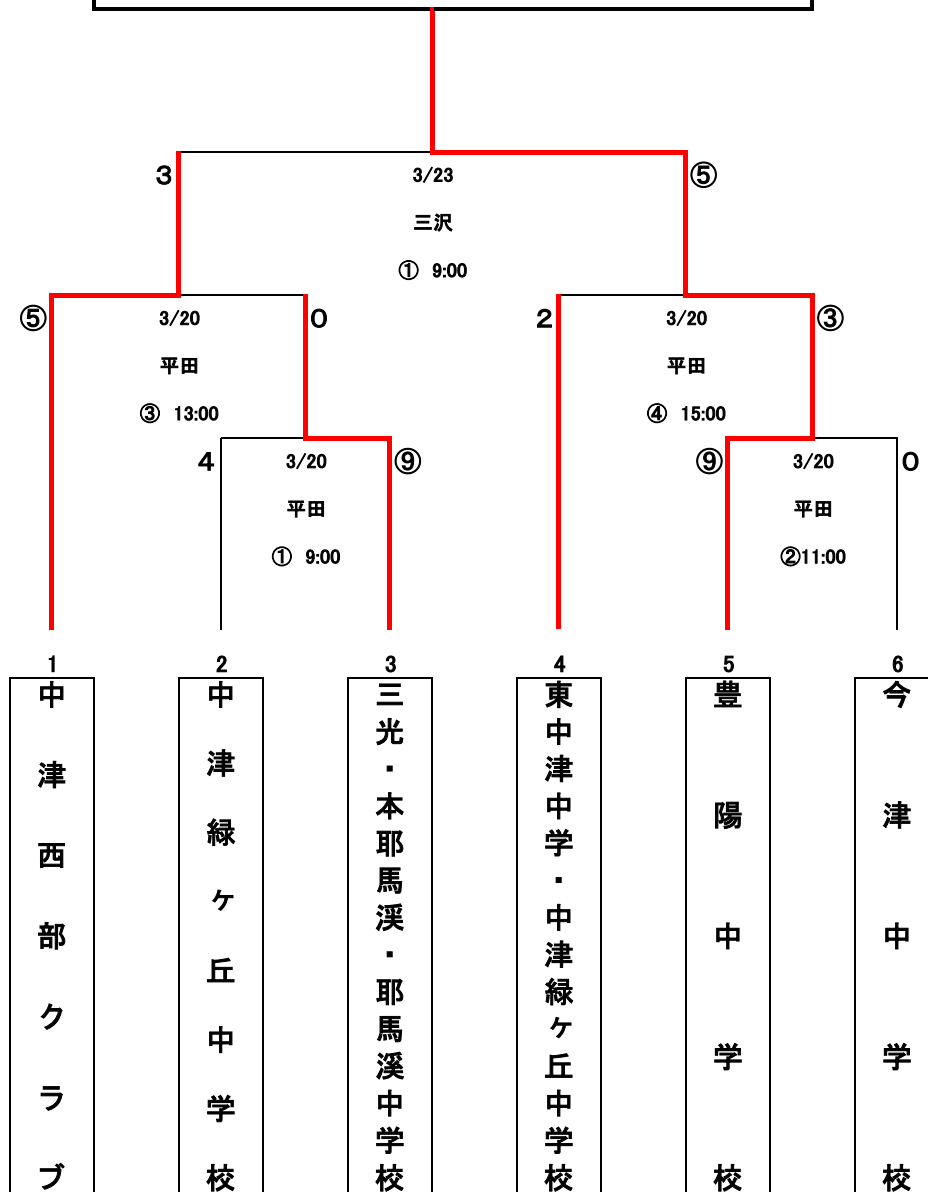 3
3/23
⑤
三沢
① 9:00
⑤
3/20
0
2
3/20
③
平田
平田
③ 13:00
④ 15:00
4
3/20
⑨
⑨
3/20
0
平田
平田
① 9:00
②11:00
1
2
3
4
5
6
中津西部クラブ
中津緑ヶ丘中学校
三光・本耶馬渓・耶馬溪中学校
東中津中学・中津緑ケ丘中学校
豊陽中学校
今津中学校